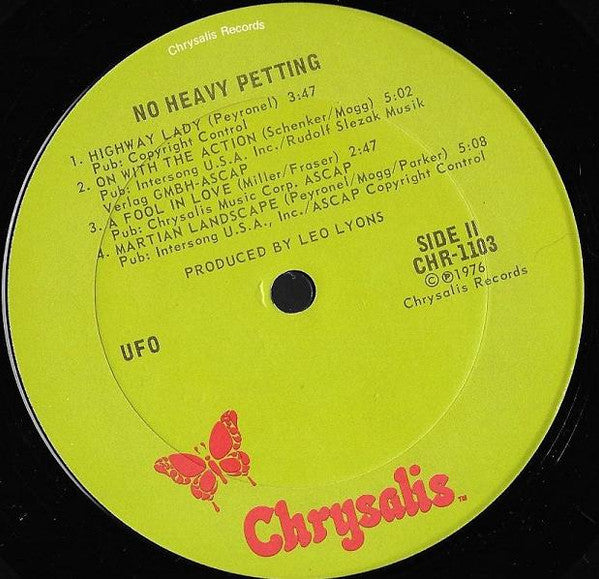 Chrysalis Records
NO HEAVY PETTING
1. HIGHWAY LADY (Peyronel) 3:47
Pub: Copyright Control
2. ON WITH THE ACTION (Schenker/Mogg) 5:02
Pub: Intersong U.S.A. Inc./Rudolf Slezak Musik
Verlag GMBH-ASCAP
3. A FOOL IN LOVE (Miller/Fraser) 2:47
Pub: Chrysalis Music Corp. ASCAP
4. MARTIAN LANDSCAPE (Peyronel/Mogg/Parker) 5:08
Pub: Intersong U.S.A., Inc./ASCAP Copyright Control
PRODUCED BY LEO LYONS
SIDE II
CHR-1103
©℗1976
Chrysalis Records
UFO
Chrysalis™